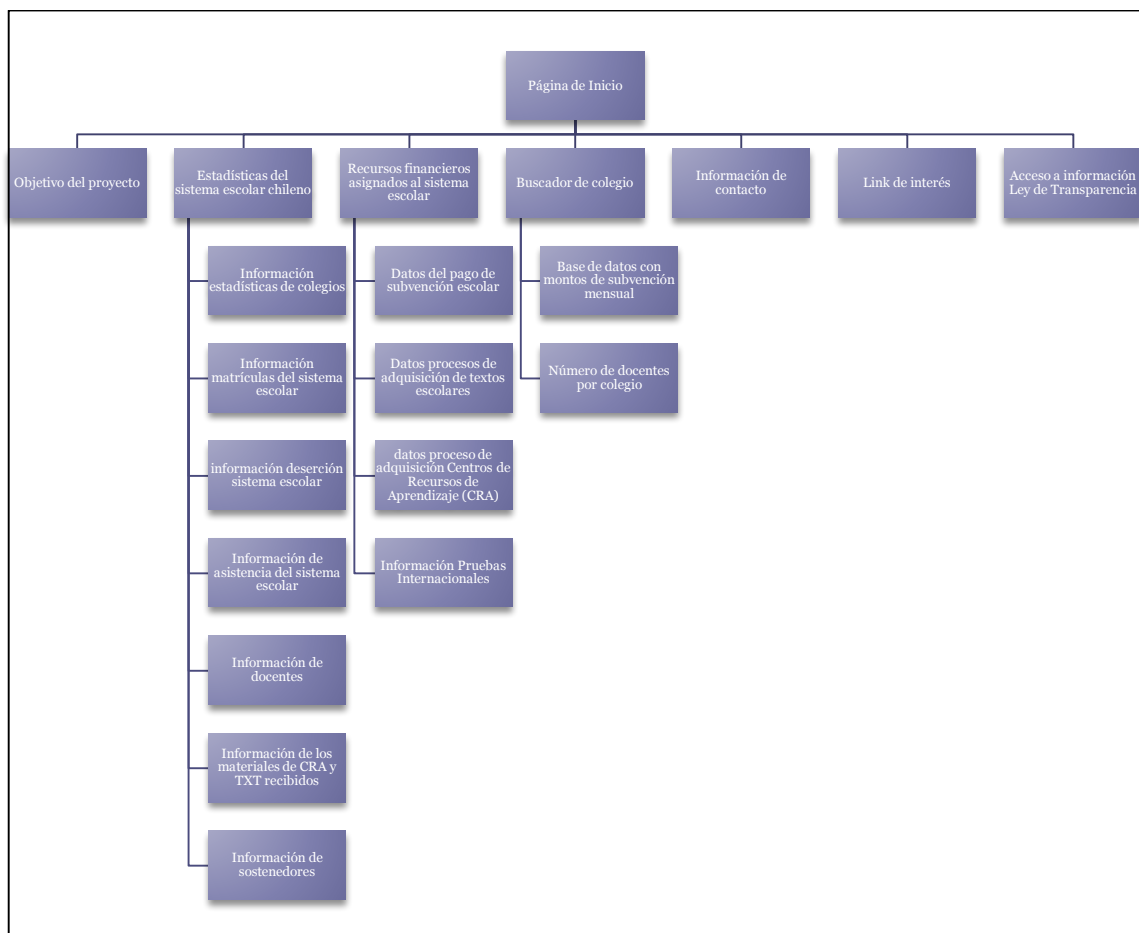 Página de Inicio
Objetivo del proyecto
Estadísticas del
sistema escolar chileno
Recursos financieros
asignados al sistema
escolar
Buscador de colegio
Información de
contacto
Link de interés
Acceso a información
Ley de Transparencia
Información
estadísticas de colegios
Información
matrículas del sistema
escolar
información deserción
sistema escolar
Información de
asistencia del sistema
escolar
Información de
docentes
Información de los
materiales de CRA y
TXT recibidos
Información de
sostenedores
Datos del pago de
subvención escolar
Datos procesos de
adquisición de textos
escolares
datos proceso de
adquisición Centros de
Recursos de
Aprendizaje (CRA)
Información Pruebas
Internacionales
Base de datos con
montos de subvención
mensual
Número de docentes
por colegio